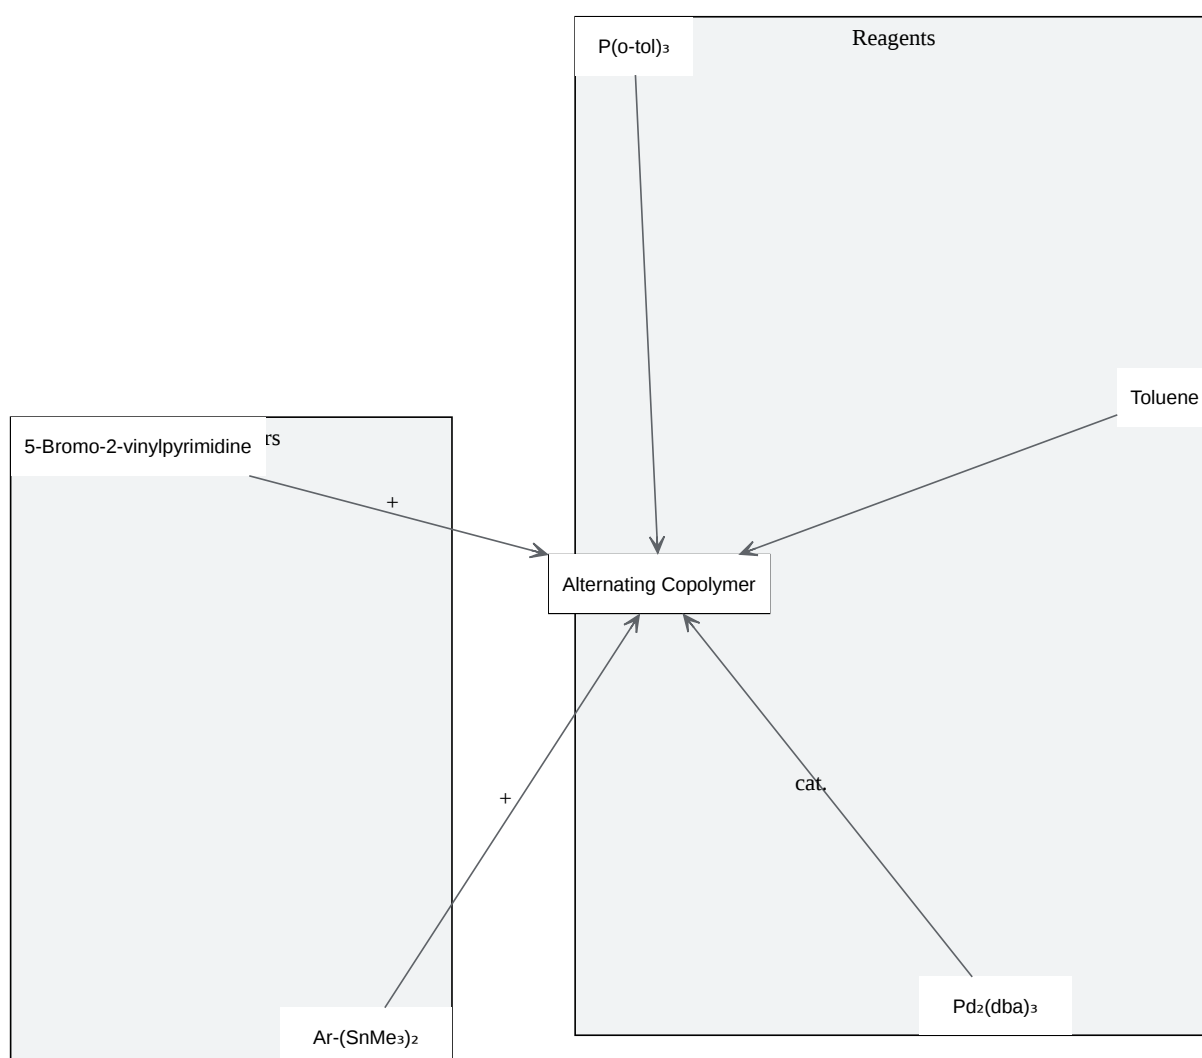 P(o-tol)₃
Reagents
Toluene
5-Bromo-2-vinylpyrimidine
rs
+
Alternating Copolymer
+
cat.
Pd₂(dba)₃
Ar-(SnMe₃)₂